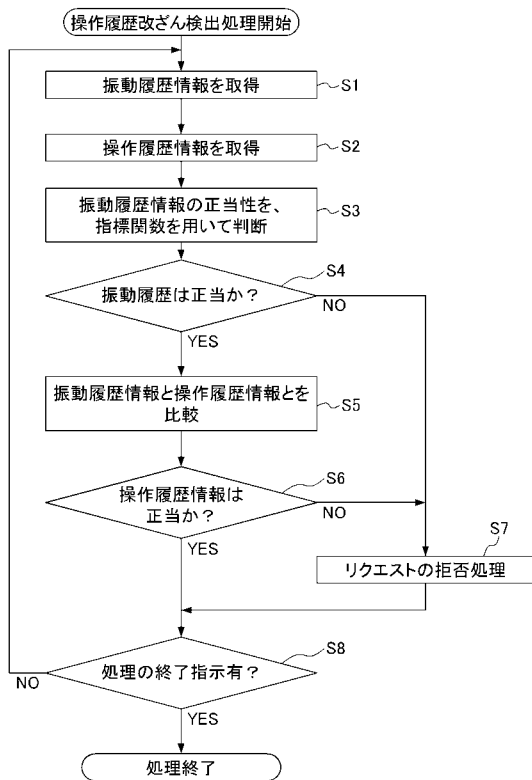 操作履歴改ざん検出処理開始
振動履歴情報を取得
S1
操作履歴情報を取得
S2
振動履歴情報の正当性を、
指標関数を用いて判断
S3
S4
振動履歴は正当か?
NO
YES
振動履歴情報と操作履歴情報とを
比較
S5
S6
操作履歴情報は
正当か?
NO
YES
S7
リクエストの拒否処理
S8
処理の終了指示有?
NO
YES
処理終了